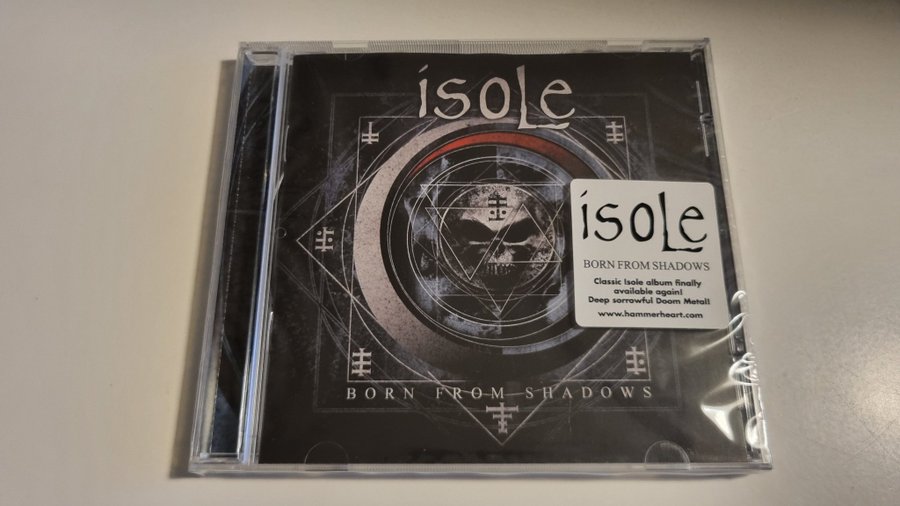 isole
isole
BORN FROM SHADOWS
Classic Isole album finally
available again!
Deep sorrowful Doom Metal!
www.hammerheart.com
BORN FROM SHADOWS